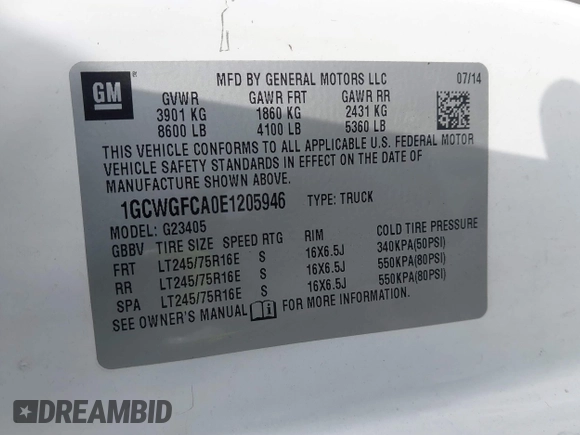 GM ®
MFD BY GENERAL MOTORS LLC 07/14
GVWR GAWR FRT GAWR RR
3901 KG 1860 KG 2431 KG
8600 LB 4100 LB 5360 LB
THIS VEHICLE CONFORMS TO ALL APPLICABLE U.S. FEDERAL MOTOR
VEHICLE SAFETY STANDARDS IN EFFECT ON THE DATE OF
MANUFACTURE SHOWN ABOVE.
1GCWGFCA0E1205946 TYPE: TRUCK
MODEL: G23405
GBBV TIRE SIZE SPEED RTG RIM COLD TIRE PRESSURE
FRT LT245/75R16E S 16X6.5J 340KPA(50PSI)
RR LT245/75R16E S 16X6.5J 550KPA(80PSI)
SPA LT245/75R16E S 16X6.5J 550KPA(80PSI)
SEE OWNER'S MANUAL FOR MORE INFORMATION.
DREAMBID